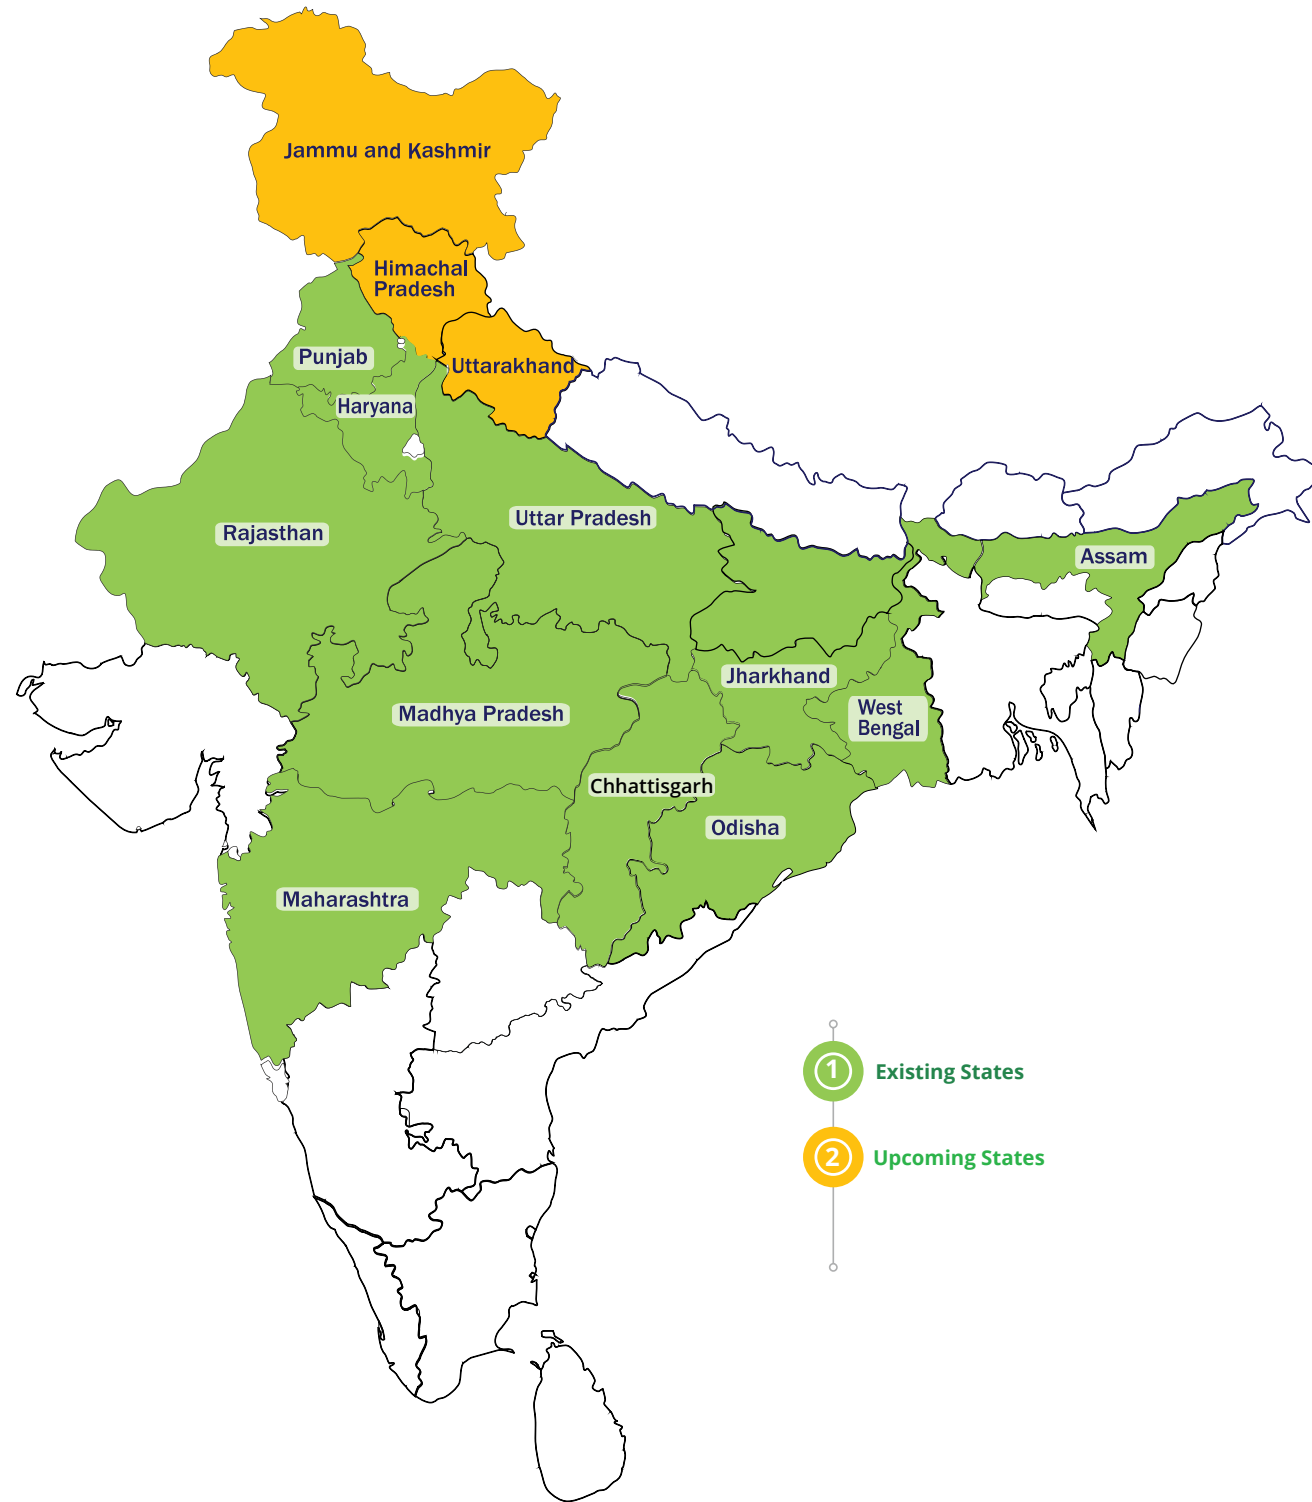 Jammu and Kashmir
Himachal
Pradesh
Punjab
Uttarakhand
Haryana
Rajasthan
Uttar Pradesh
Assam
Jharkhand
Madhya Pradesh
West
Bengal
Chhattisgarh
Odisha
Maharashtra
1 Existing States
2 Upcoming States